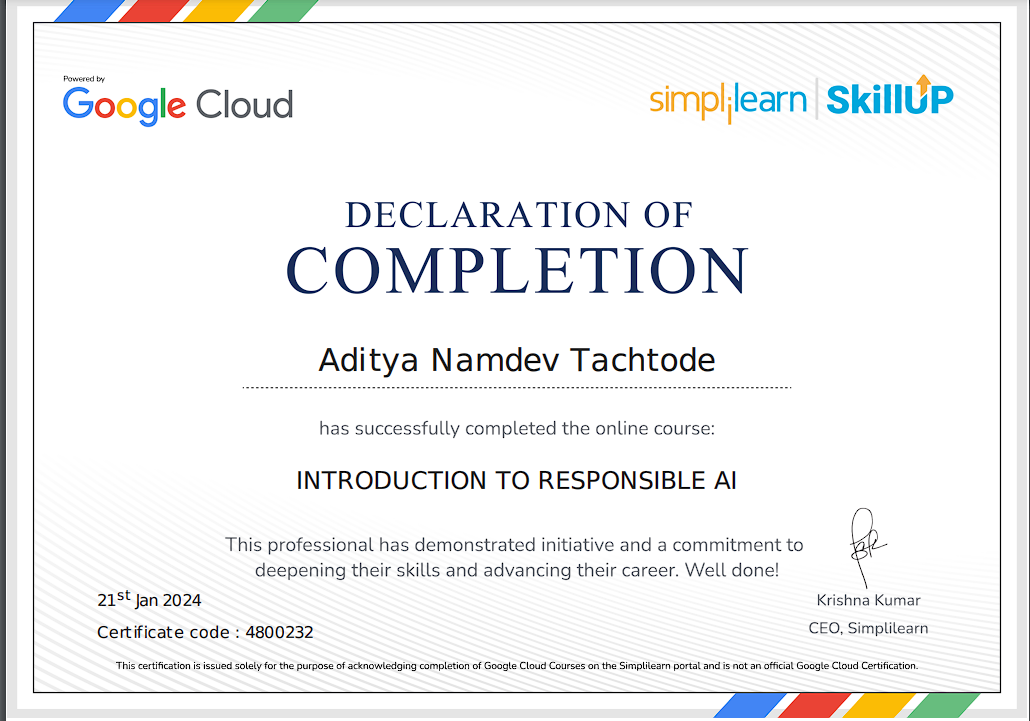 Powered by
Google Cloud
simplilearn | SkillUP
DECLARATION OF
COMPLETION
Aditya Namdev Tachtode
has successfully completed the online course:
INTRODUCTION TO RESPONSIBLE AI
This professional has demonstrated initiative and a commitment to
deepening their skills and advancing their career. Well done!
21st Jan 2024
Certificate code : 4800232
Krishna Kumar
CEO, Simplilearn
This certification is issued solely for the purpose of acknowledging completion of Google Cloud Courses on the Simplilearn portal and is not an official Google Cloud Certification.